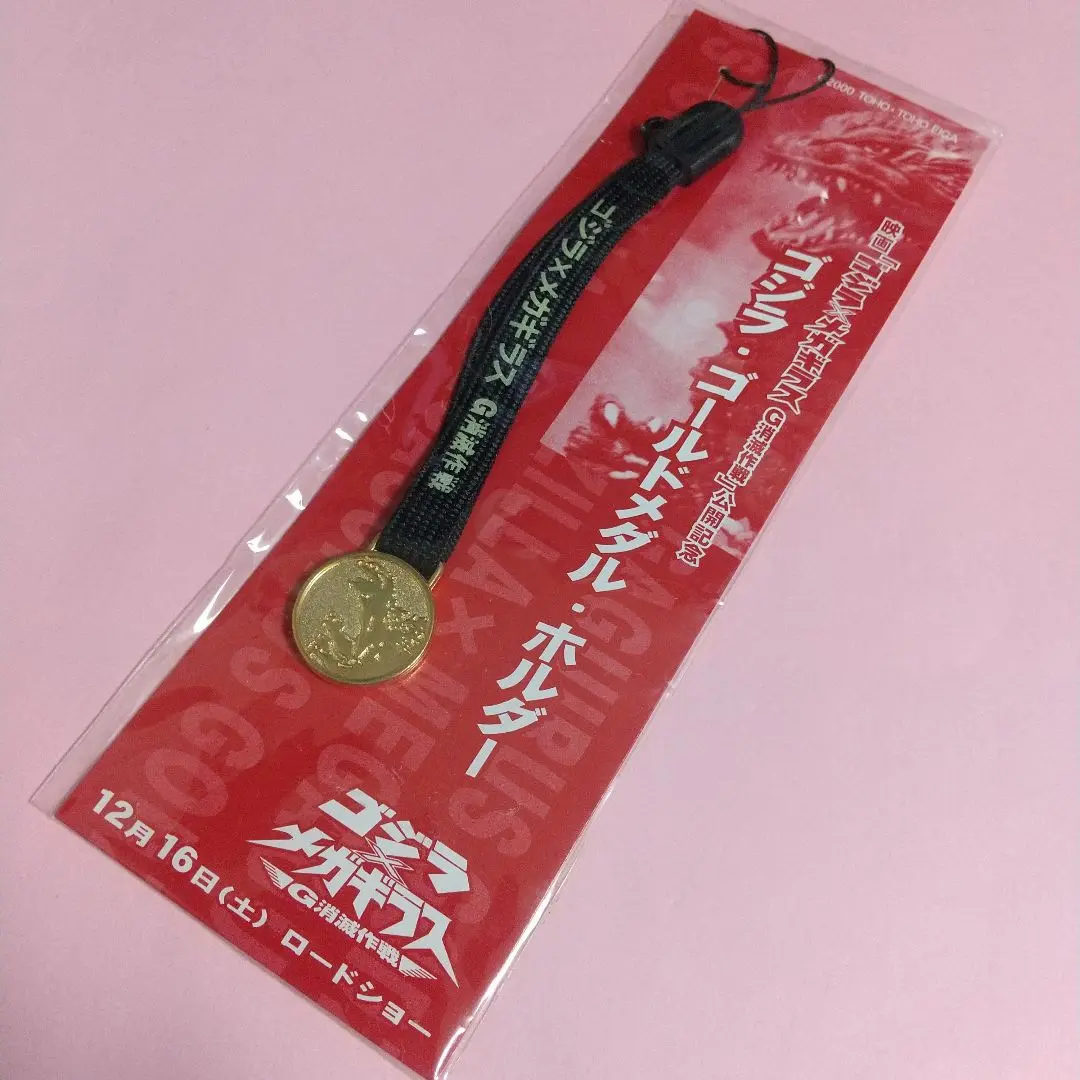 ©2000 TOHO・TOHO EIGA
映画『ゴジラ×メガギラス G消滅作戦』公開記念
ゴジラ・ゴールドメダル・ホルダー
ゴジラ×メガギラス G消滅作戦
ゴジラ
×
メガギラス
G消滅作戦
12月16日(土) ロードショー